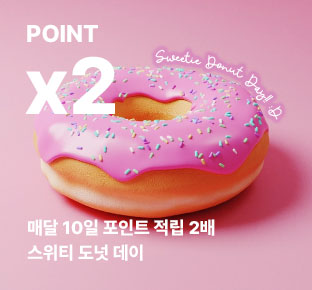 POINT
x2
Sweetie Donut Day! :D
매달 10일 포인트 적립 2배
스위티 도넛 데이